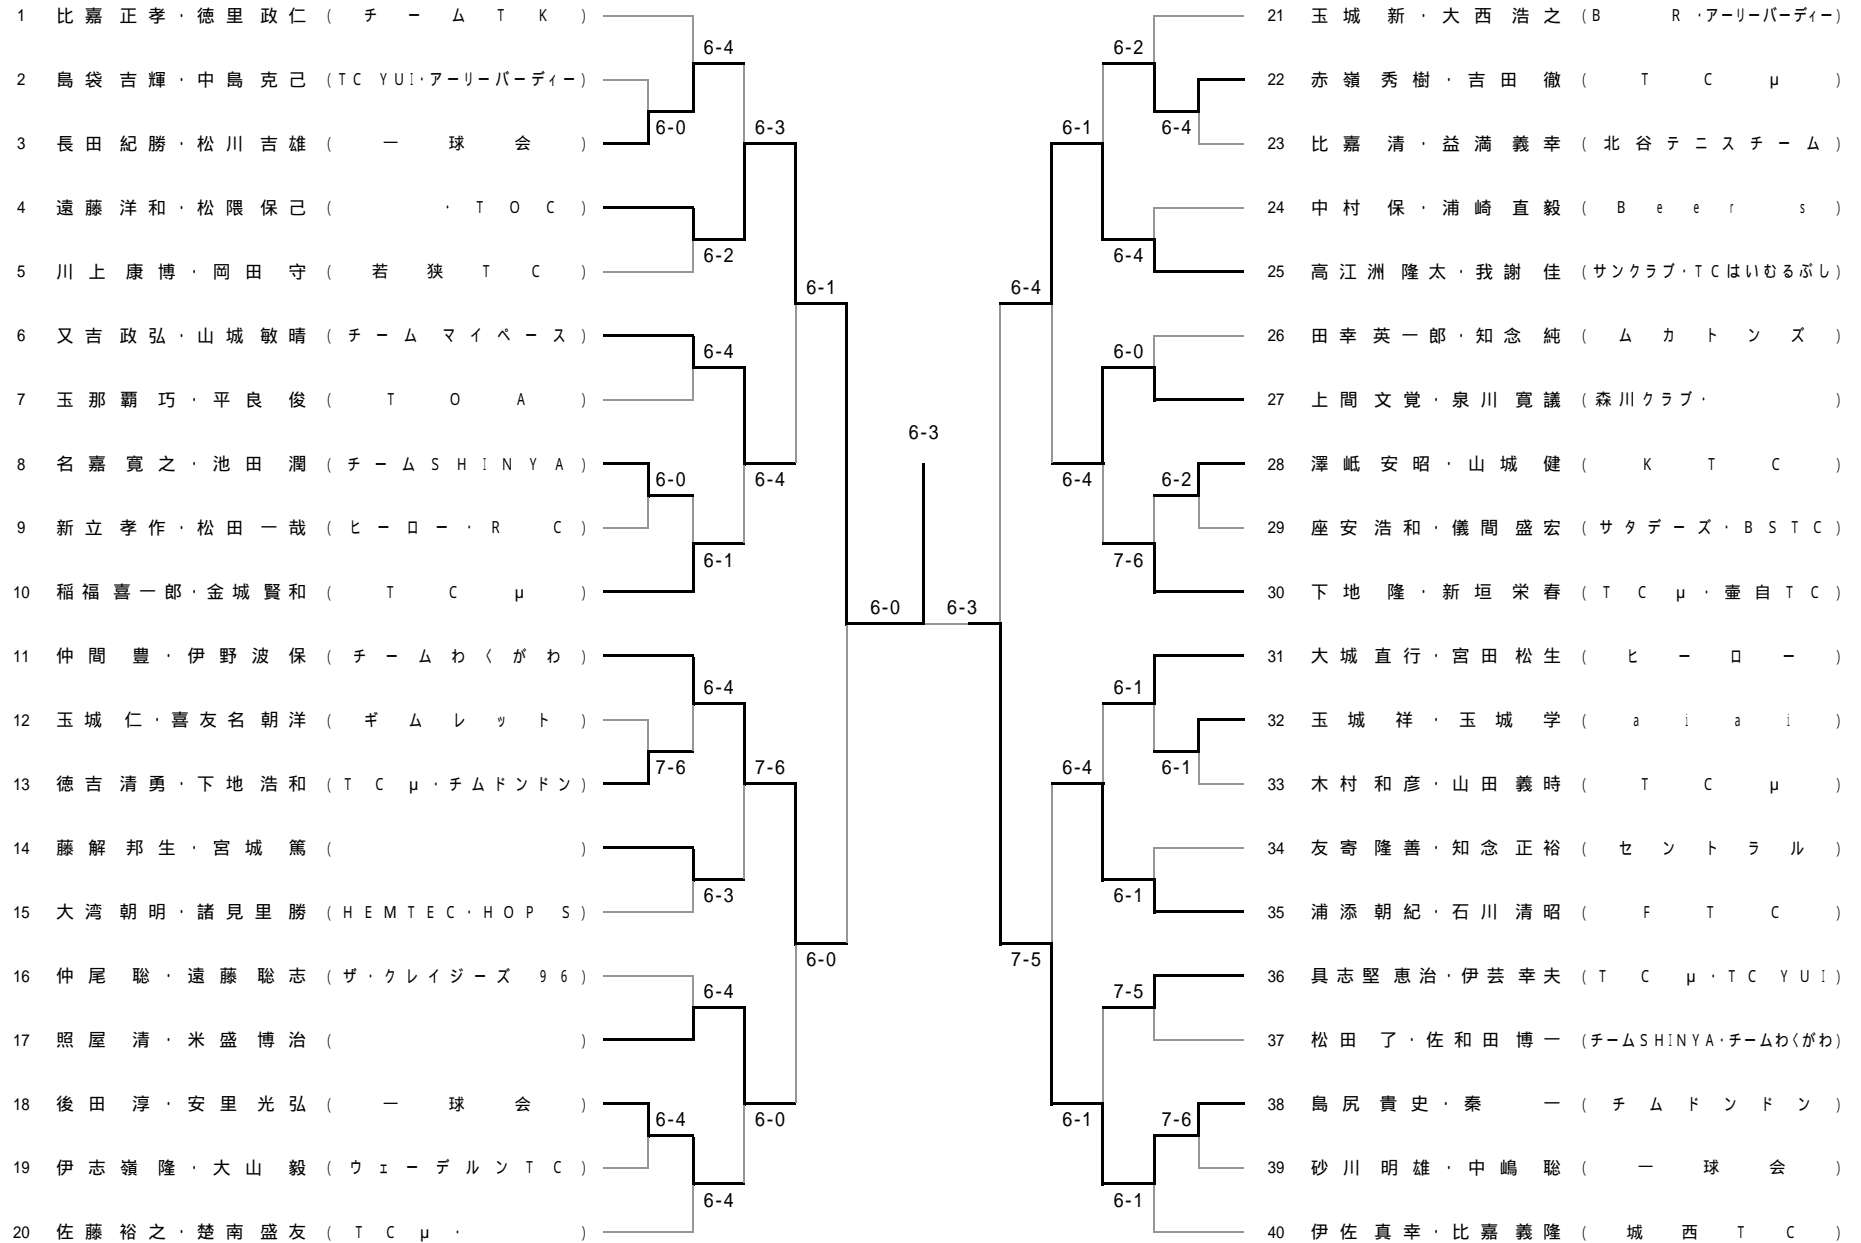 1 比嘉正孝・徳里政仁 (チームTK)
6-4
2 島袋吉輝・中島克己 (TC YUI・アーリーバーディー)
6-0
6-3
3 長田紀勝・松川吉雄 (一球会)
4 遠藤洋和・松隈保己 ( ・TOC)
6-2
5 川上康博・岡田守 (若狭TC)
6-1
6 又吉政弘・山城敏晴 (チーム マイペース)
6-4
7 玉那覇巧・平良俊 (TOA)
8 名嘉寛之・池田潤 (チームSHINYA)
6-0
6-4
9 新立孝作・松田一哉 (ヒーロー・R C)
6-1
10 稲福喜一郎・金城賢和 (TCμ)
6-0
11 仲間豊・伊野波保 (チームわくがわ)
6-4
12 玉城仁・喜友名朝洋 (ギムレット)
7-6
7-6
13 徳吉清勇・下地浩和 (TCμ・チムドンドン)
14 藤解邦生・宮城篤 ( )
6-3
15 大湾朝明・諸見里勝 (HEMTEC・HOP S)
6-0
16 仲尾聡・遠藤聡志 (ザ・クレイジーズ 96)
6-4
17 照屋清・米盛博治 ( )
18 後田淳・安里光弘 (一球会)
6-4
6-0
19 伊志嶺隆・大山毅 (ウェーデルンTC)
6-4
20 佐藤裕之・楚南盛友 (TCμ・ )
6-3
21 玉城新・大西浩之 (B R・アーリーバーディー)
6-2
22 赤嶺秀樹・吉田徹 (TCμ)
6-1
6-4
23 比嘉清・益満義幸 (北谷テニスチーム)
24 中村保・浦崎直毅 (Beer s)
6-4
25 高江洲隆太・我謝佳 (サンクラブ・TCはいむるぶし)
6-4
26 田幸英一郎・知念純 (ムカトンズ)
6-0
27 上間文覚・泉川寛議 (森川クラブ・ )
28 澤岻安昭・山城健 (KTC)
6-4
6-2
29 座安浩和・儀間盛宏 (サタデーズ・BSTC)
7-6
30 下地隆・新垣栄春 (TCμ・壷自TC)
6-3
31 大城直行・宮田松生 (ヒーロー)
6-1
32 玉城祥・玉城学 (aiai)
6-4
6-1
33 木村和彦・山田義時 (TCμ)
34 友寄隆善・知念正裕 (セントラル)
6-1
35 浦添朝紀・石川清昭 (FTC)
7-5
36 具志堅恵治・伊芸幸夫 (TCμ・TC YUI)
7-5
37 松田了・佐和田博一 (チームSHINYA・チームわくがわ)
38 島尻貴史・秦一 (チムドンドン)
6-1
7-6
39 砂川明雄・中嶋聡 (一球会)
6-1
40 伊佐真幸・比嘉義隆 (城西TC)